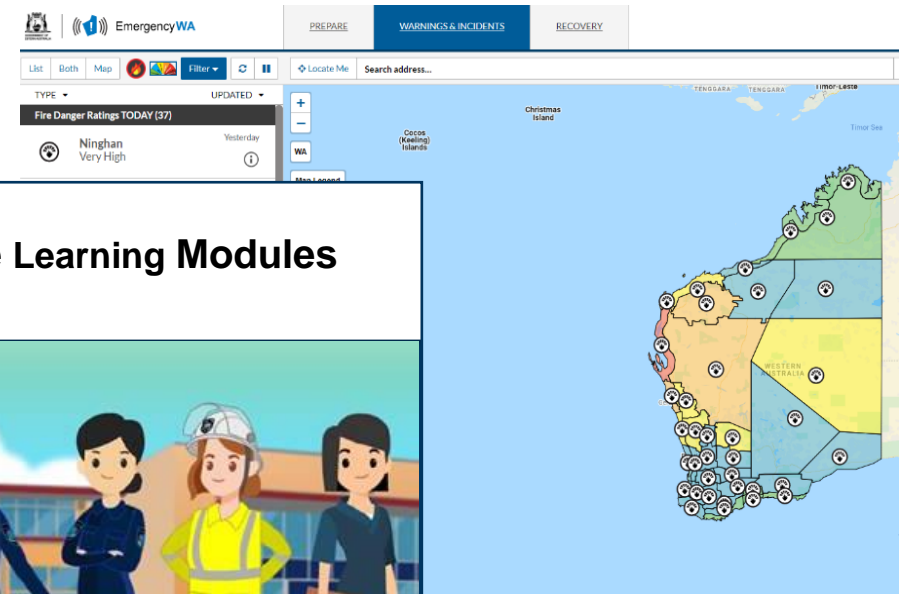 EmergencyWA
PREPARE
WARNINGS & INCIDENTS
RECOVERY
List
Both
Map
Filter
Locate Me
Search address...
TYPE
UPDATED
Fire Danger Ratings TODAY (37)
Ninghan
Very High
Yesterday
+
−
WA
Map Legend
Learning Modules
TENGGARA
TENGGARA
Timor-Leste
Timor Sea
Christmas
Island
Cocos
(Keeling)
Islands
WESTERN
AUSTRALIA